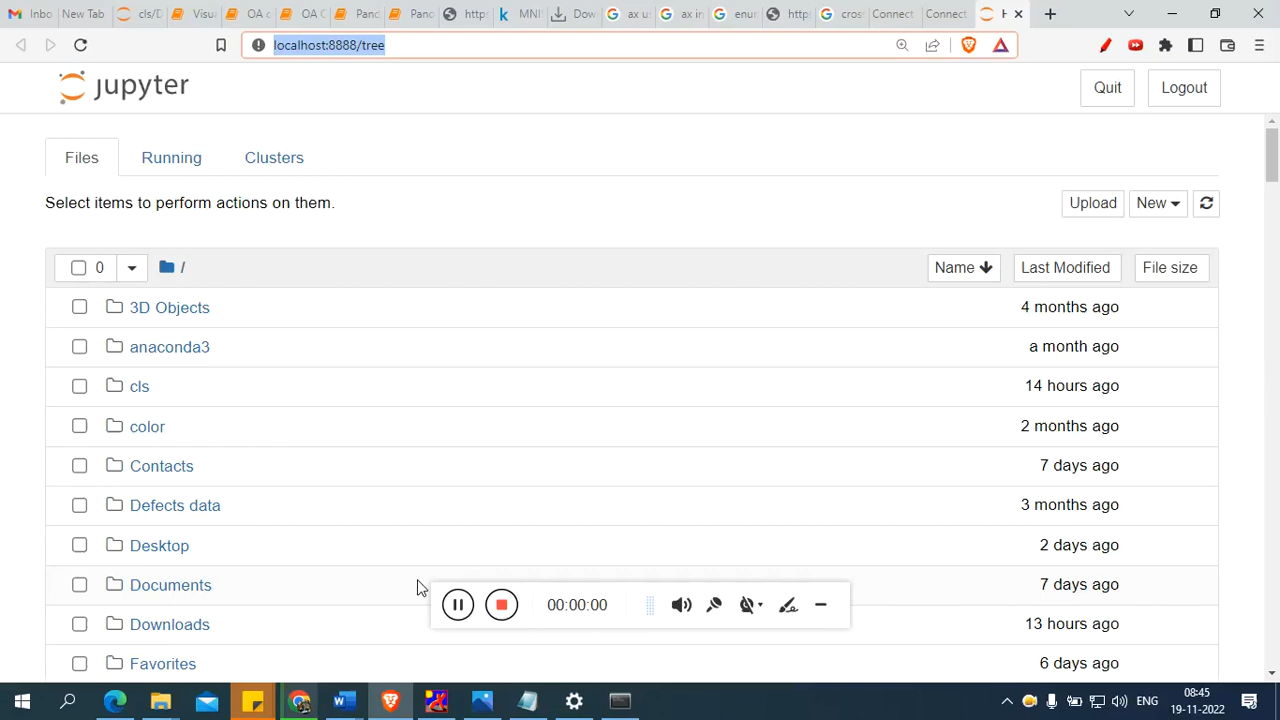 Inbo
New Tab
cls/D
Visu
OA c
OA C
Panc
Panc
http
MNI
Dow
ax u
ax in
enur
http
cros
Connect
Connect
H
localhost:8888/tree
jupyter
Quit
Logout
Files
Running
Clusters
Select items to perform actions on them.
Upload
New
0
/
Name
Last Modified
File size
3D Objects
4 months ago
anaconda3
a month ago
cls
14 hours ago
color
2 months ago
Contacts
7 days ago
Defects data
3 months ago
Desktop
2 days ago
Documents
7 days ago
00:00:00
Downloads
13 hours ago
Favorites
6 days ago
ENG
08:45
19-11-2022